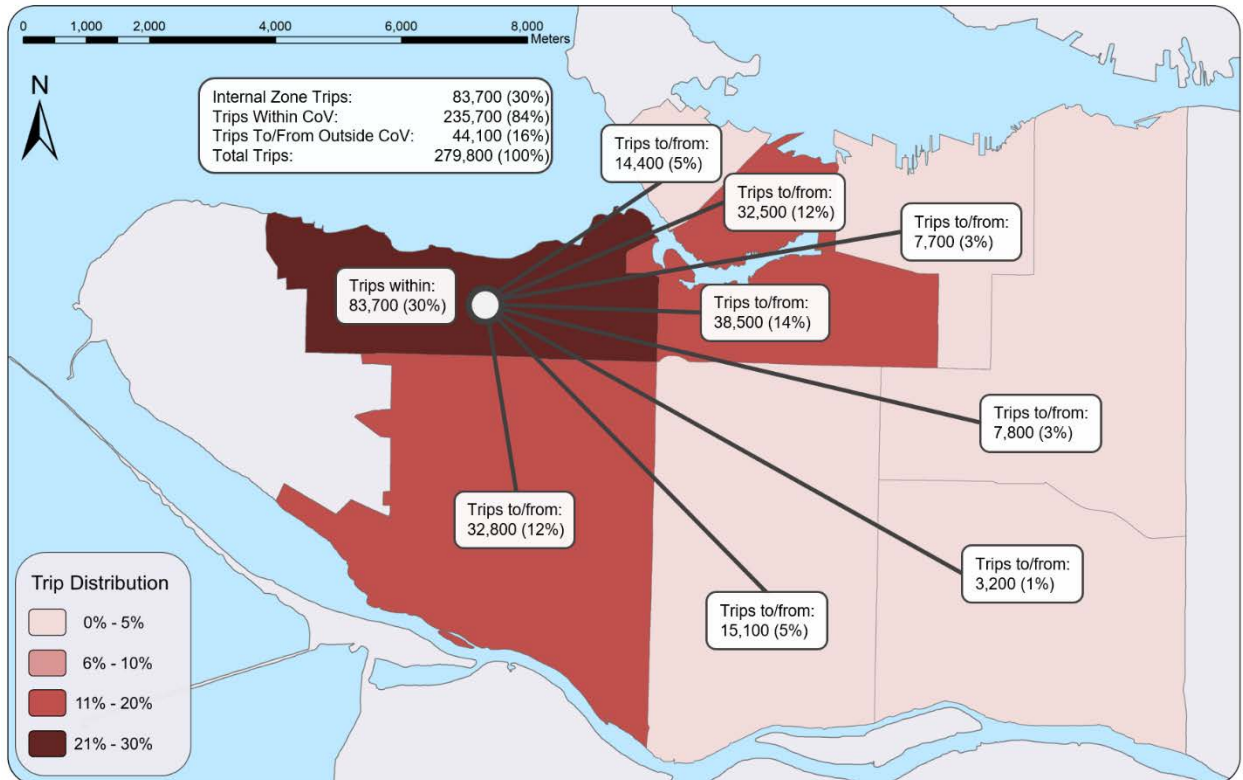 0 1,000 2,000 4,000 6,000 8,000
Meters
N
Internal Zone Trips: 83,700 (30%)
Trips Within CoV: 235,700 (84%)
Trips To/From Outside CoV: 44,100 (16%)
Total Trips: 279,800 (100%)
Trips to/from:
14,400 (5%)
Trips to/from:
32,500 (12%)
Trips to/from:
7,700 (3%)
Trips within:
83,700 (30%)
Trips to/from:
38,500 (14%)
Trips to/from:
7,800 (3%)
Trips to/from:
32,800 (12%)
Trips to/from:
3,200 (1%)
Trips to/from:
15,100 (5%)
Trip Distribution
0% - 5%
6% - 10%
11% - 20%
21% - 30%